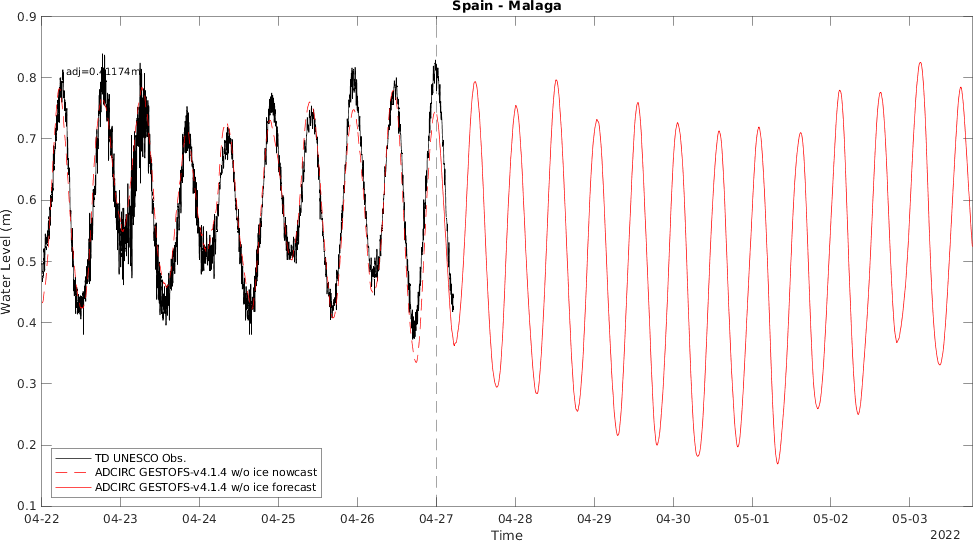 Spain - Malaga
0.9
0.8
0.7
0.6
0.5
0.4
0.3
0.2
0.1
Water Level (m)
adj=0.41174m
TD UNESCO Obs.
ADCIRC GESTOFS-v4.1.4 w/o ice nowcast
ADCIRC GESTOFS-v4.1.4 w/o ice forecast
04-22 04-23 04-24 04-25 04-26 04-27 04-28 04-29 04-30 05-01 05-02 05-03
Time
2022